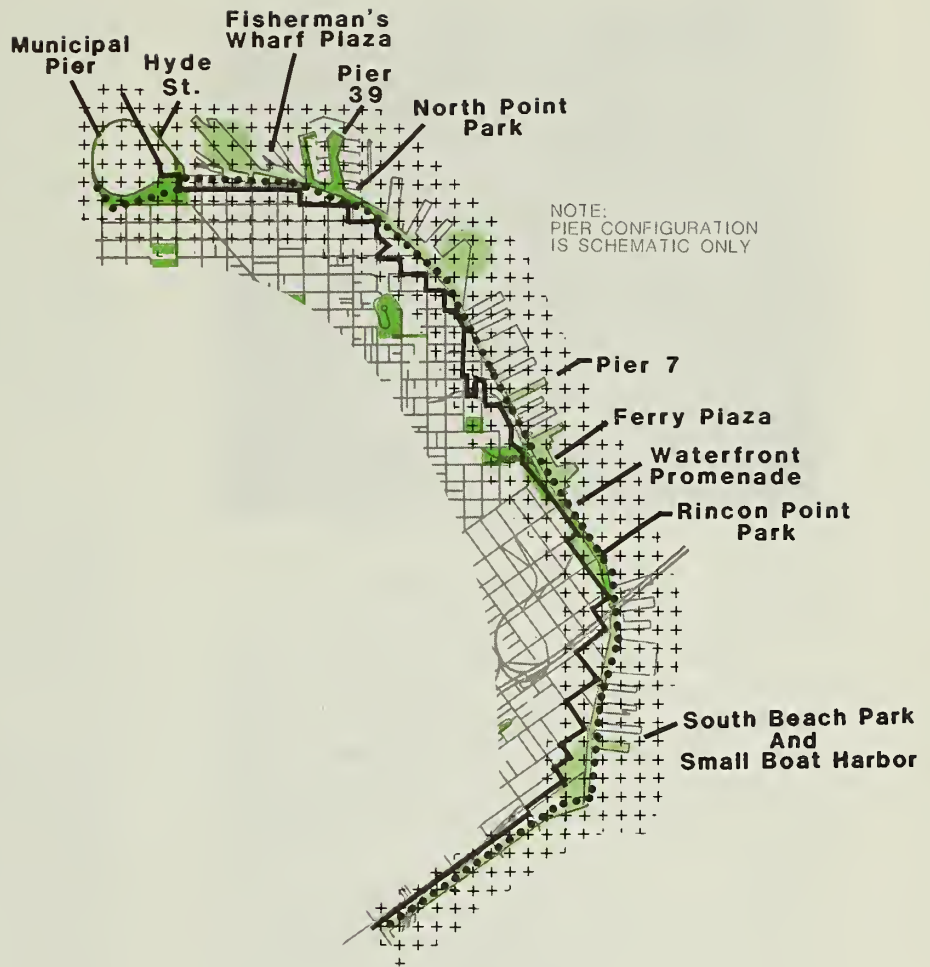 Fisherman's
Wharf Plaza
Municipal
Pier
Hyde
St.
Pier
39
North Point
Park
NOTE:
PIER CONFIGURATION
IS SCHEMATIC ONLY
Pier 7
Ferry Plaza
Waterfront
Promenade
Rincon Point
Park
South Beach Park
And
Small Boat Harbor